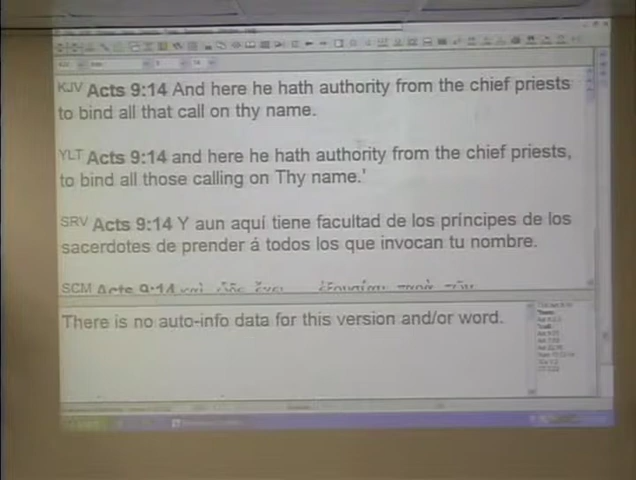 KJV Acts 9:14 And here he hath authority from the chief priests
to bind all that call on thy name.
YLT Acts 9:14 and here he hath authority from the chief priests,
to bind all those calling on Thy name.'
SRV Acts 9:14 Y aun aquí tiene facultad de los príncipes de los
sacerdotes de prender á todos los que invocan tu nombre.
SCM Acts 9:14
There is no auto-info data for this version and/or word.